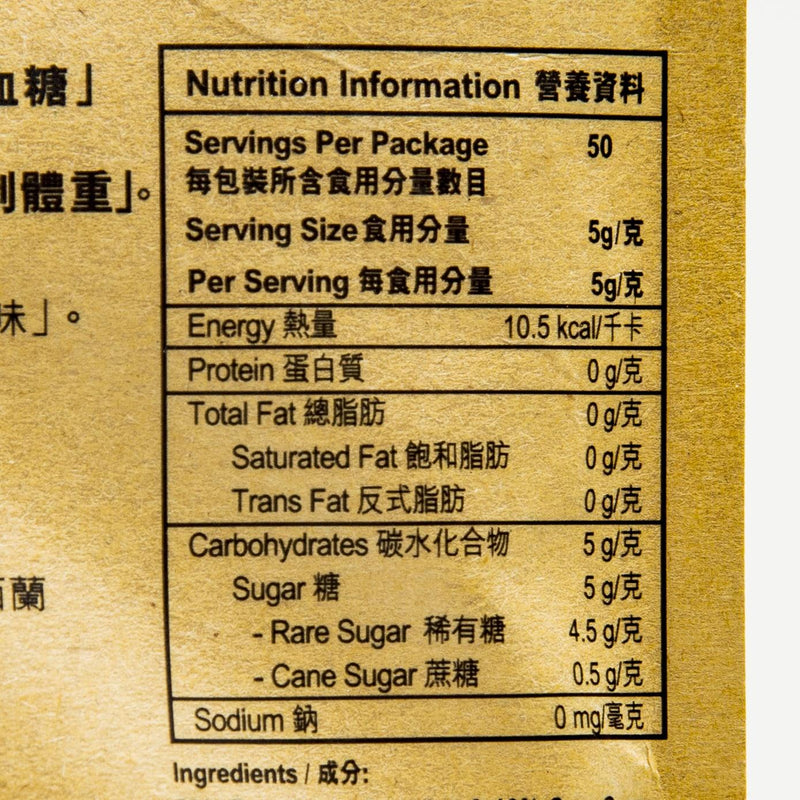 血糖」
體重」。
味」。
蘭
Nutrition Information 營養資料
Servings Per Package 50
每包裝所含食用分量數目
Serving Size 食用分量 5g/克
Per Serving 每食用分量 5g/克
Energy 熱量 10.5 kcal/千卡
Protein 蛋白質 0 g/克
Total Fat 總脂肪 0 g/克
Saturated Fat 飽和脂肪 0 g/克
Trans Fat 反式脂肪 0 g/克
Carbohydrates 碳水化合物 5 g/克
Sugar 糖 5 g/克
- Rare Sugar 稀有糖 4.5 g/克
- Cane Sugar 蔗糖 0.5 g/克
Sodium 鈉 0 mg/毫克
Ingredients / 成分: